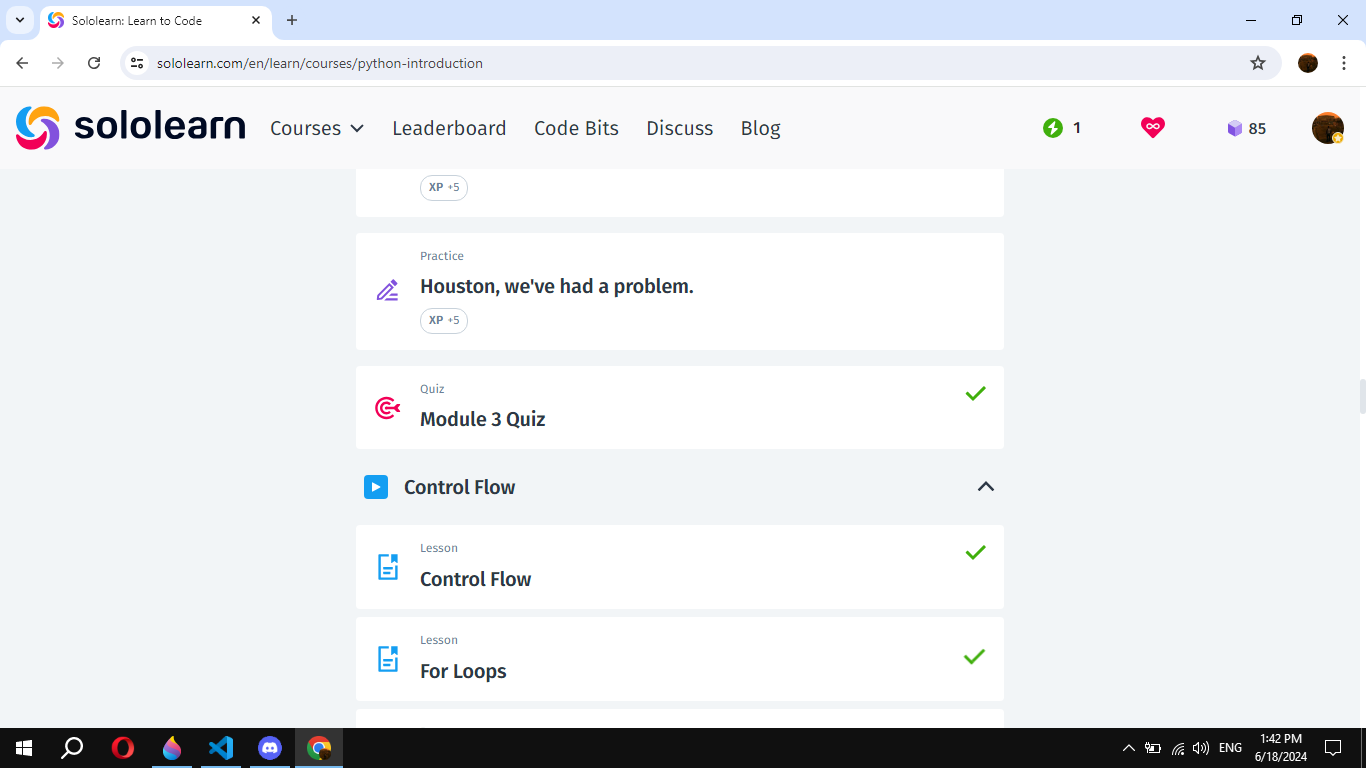 Sololearn: Learn to Code
sololearn.com/en/learn/courses/python-introduction
sololearn
Courses
Leaderboard
Code Bits
Discuss
Blog
1
85
XP +5
Practice
Houston, we've had a problem.
XP +5
Quiz
Module 3 Quiz
Control Flow
Lesson
Control Flow
Lesson
For Loops
ENG
1:42 PM
6/18/2024